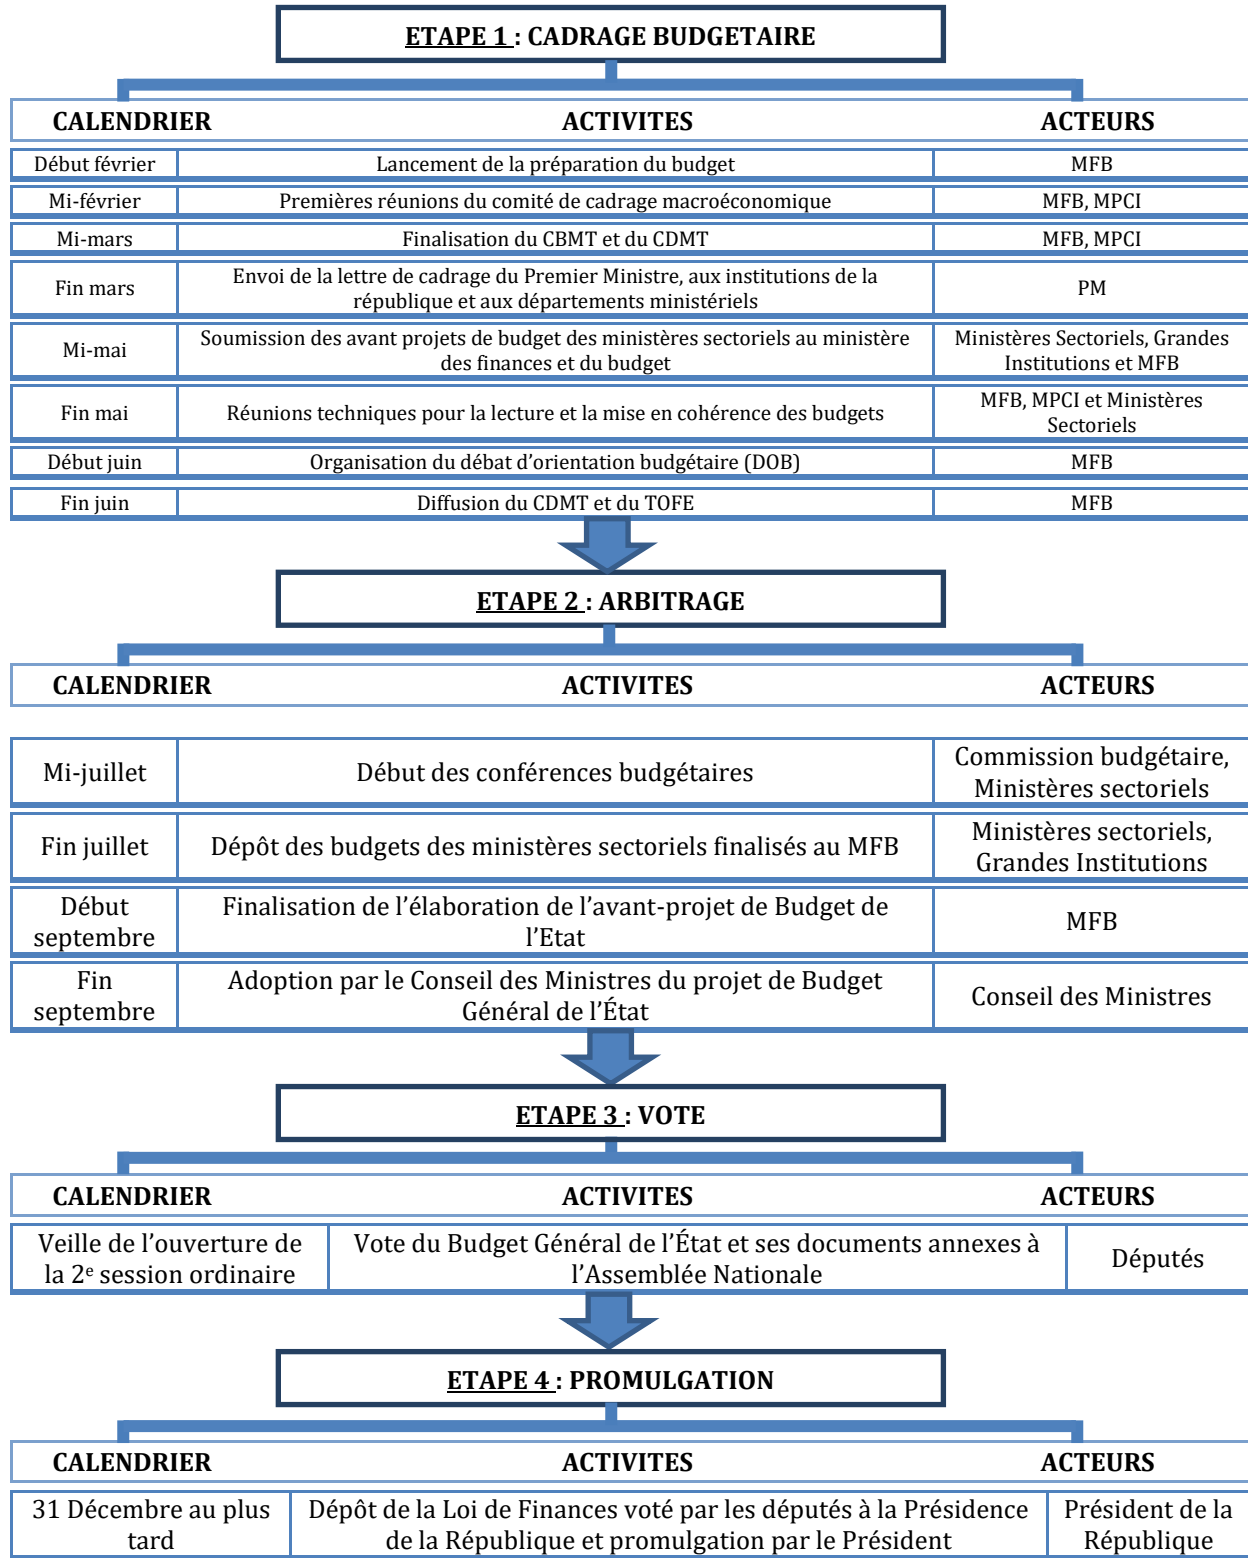 ETAPE 1 : CADRAGE BUDGETAIRE
CALENDRIER ACTIVITES ACTEURS
Début février Lancement de la préparation du budget MFB
Mi-février Premières réunions du comité de cadrage macroéconomique MFB, MPCI
Mi-mars Finalisation du CBMT et du CDMT MFB, MPCI
Fin mars
Envoi de la lettre de cadrage du Premier Ministre, aux institutions de la
république et aux départements ministériels
PM
Mi-mai
Soumission des avant projets de budget des ministères sectoriels au ministère
des finances et du budget
Ministères Sectoriels, Grandes
Institutions et MFB
Fin mai
Réunions techniques pour la lecture et la mise en cohérence des budgets
MFB, MPCI et Ministères
Sectoriels
Début juin Organisation du débat d’orientation budgétaire (DOB) MFB
Fin juin Diffusion du CDMT et du TOFE MFB
ETAPE 2 : ARBITRAGE
CALENDRIER ACTIVITES ACTEURS
Mi-juillet
Début des conférences budgétaires
Commission budgétaire,
Ministères sectoriels
Fin juillet
Dépôt des budgets des ministères sectoriels finalisés au MFB
Ministères sectoriels,
Grandes Institutions
Début
septembre
Finalisation de l’élaboration de l’avant-projet de Budget de
l’Etat
MFB
Fin
septembre
Adoption par le Conseil des Ministres du projet de Budget
Général de l’État
Conseil des Ministres
ETAPE 3 : VOTE
CALENDRIER ACTIVITES ACTEURS
Veille de l’ouverture de
la 2e session ordinaire
Vote du Budget Général de l’État et ses documents annexes à
l’Assemblée Nationale
Députés
ETAPE 4 : PROMULGATION
CALENDRIER ACTIVITES ACTEURS
31 Décembre au plus
tard
Dépôt de la Loi de Finances voté par les députés à la Présidence
de la République et promulgation par le Président
Président de la
République